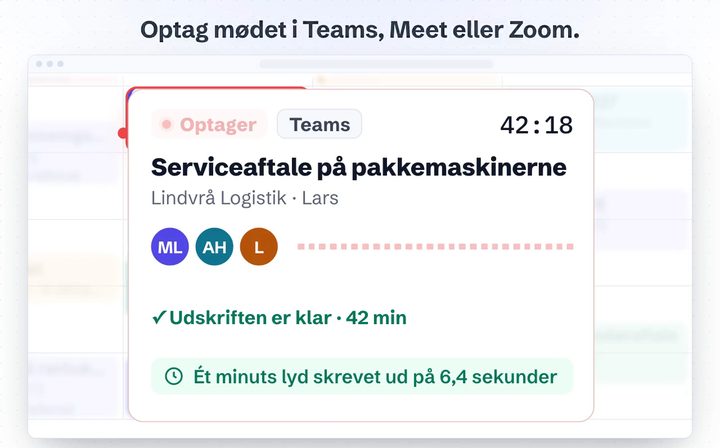 Optag mødet i Teams, Meet eller Zoom.
Optager
Teams
42:18
Serviceaftale på pakkemaskinerne
Lindvrå Logistik · Lars
ML
AH
L
✓Udskriften er klar · 42 min
Ét minuts lyd skrevet ud på 6,4 sekunder